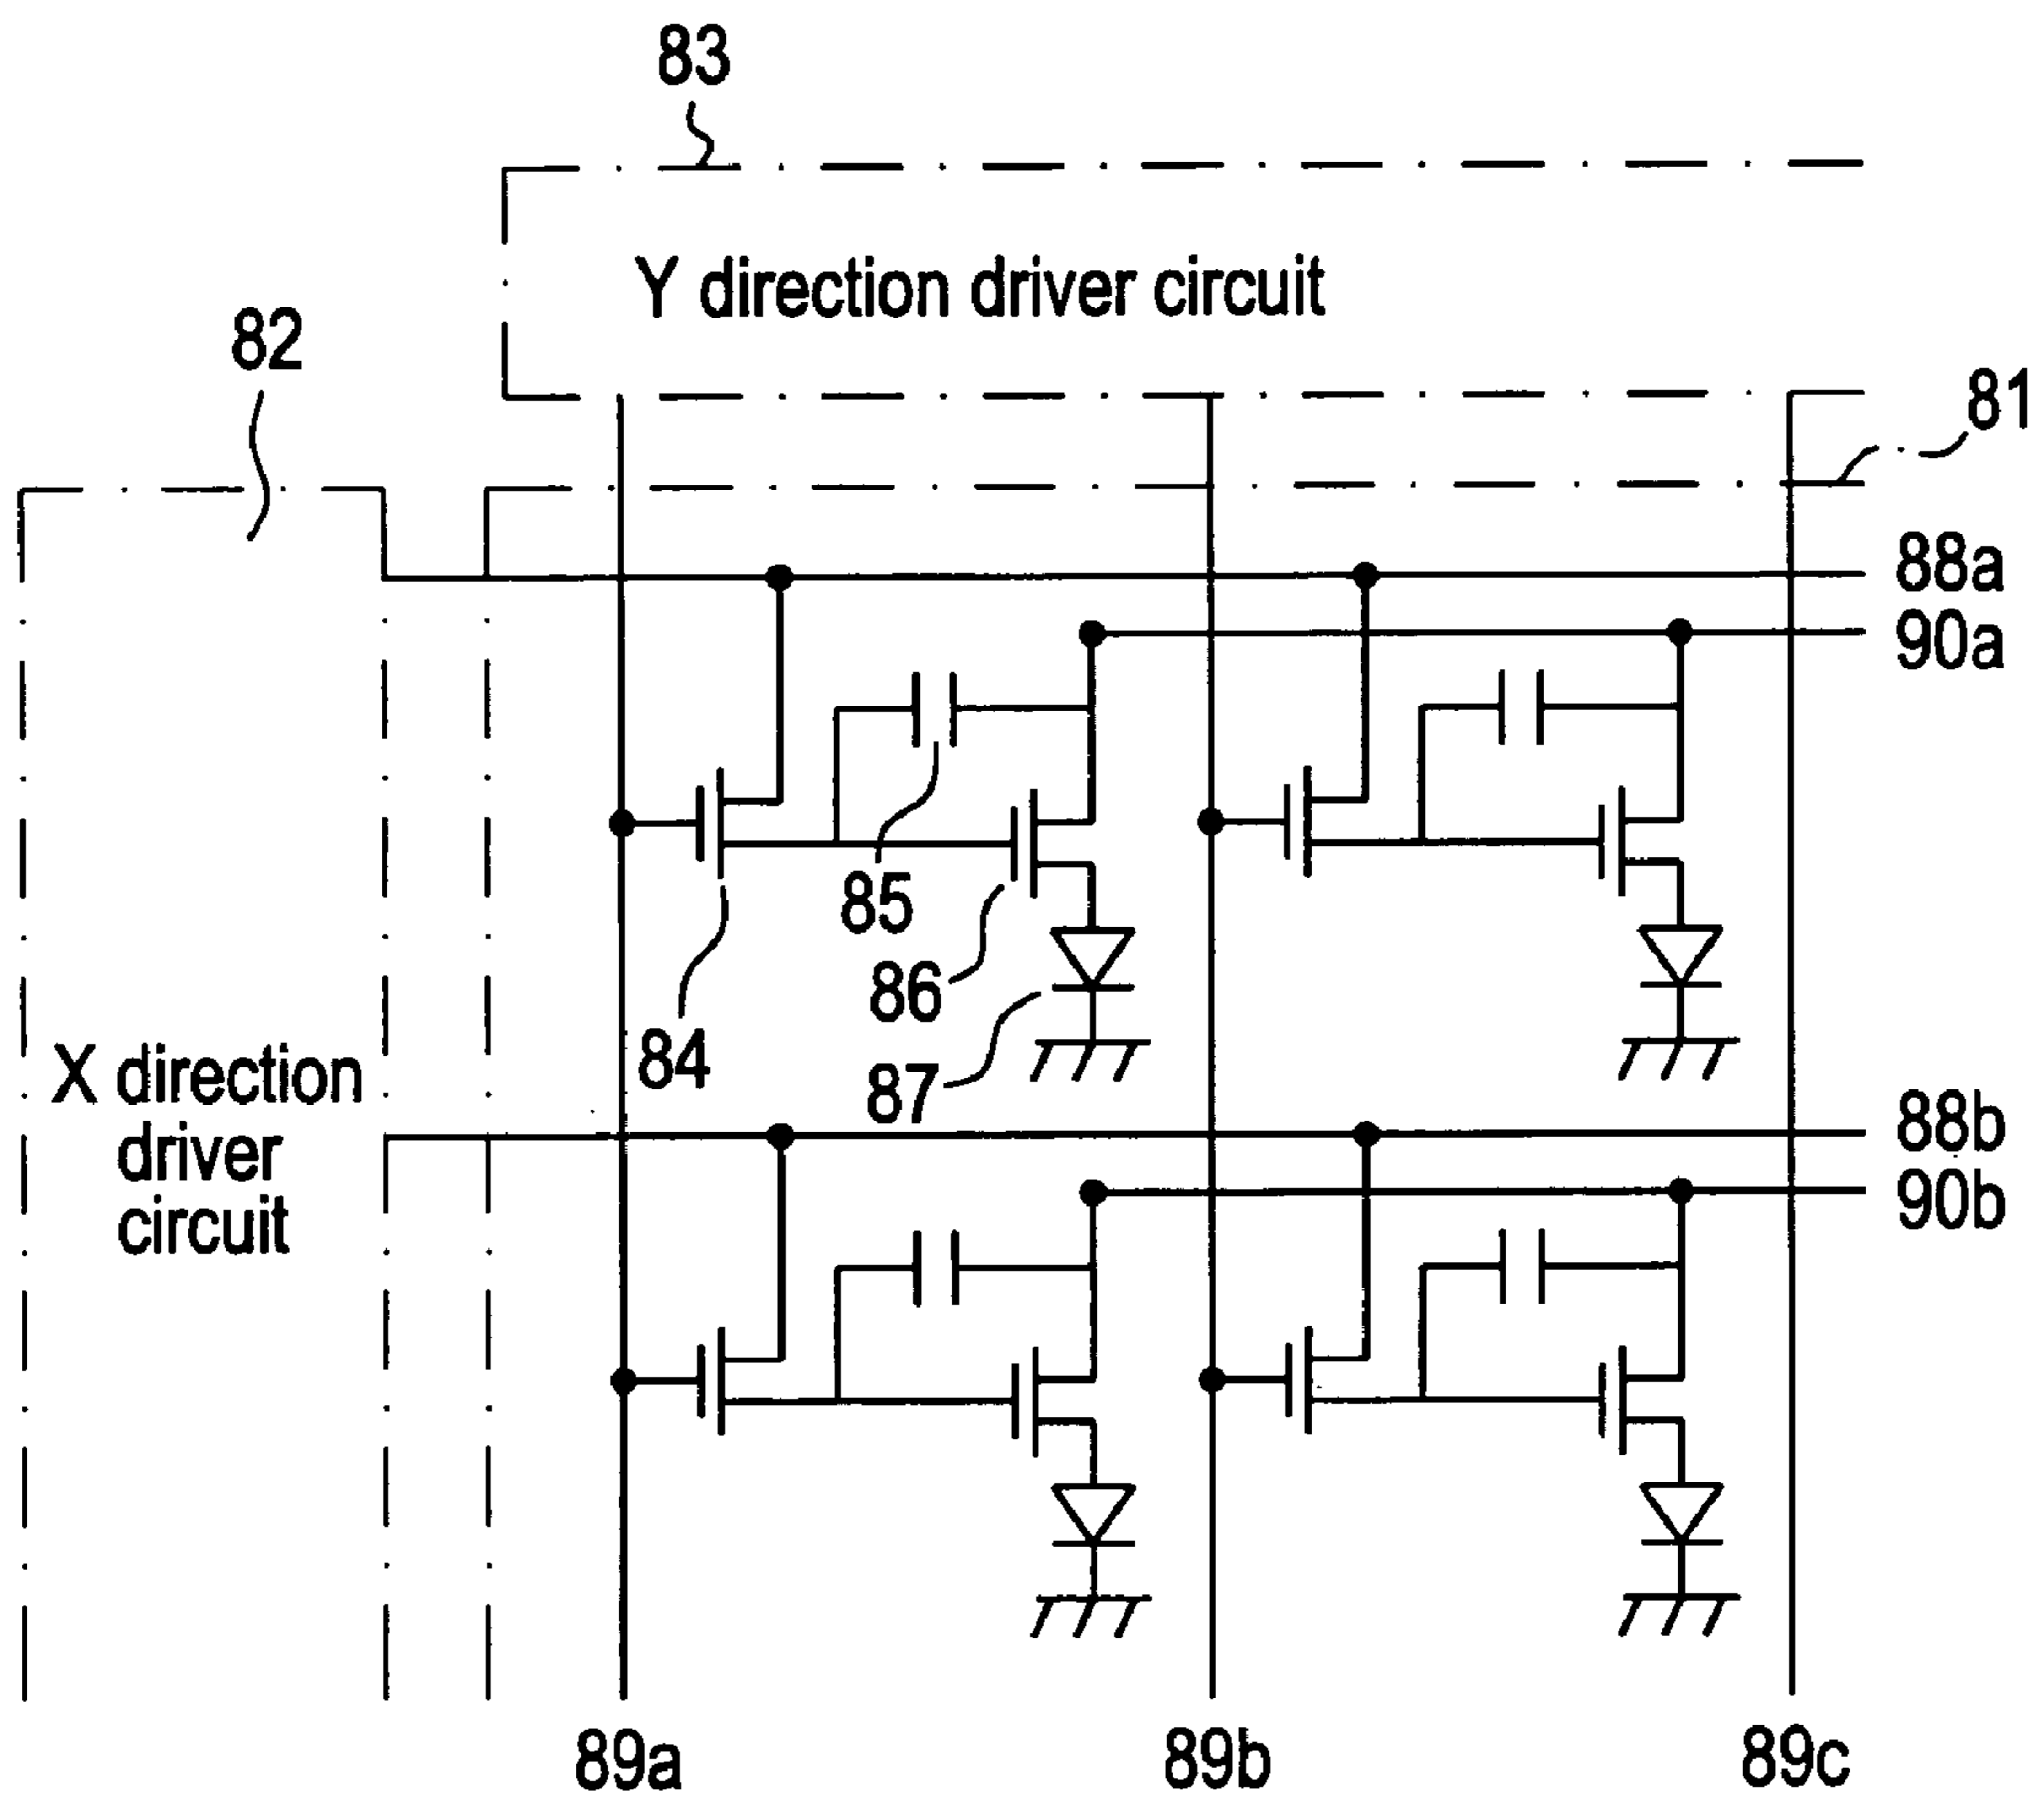 83
Y direction driver circuit
82
81
88a
90a
85
86
84
87
X direction
driver
circuit
88b
90b
89a
89b
89c